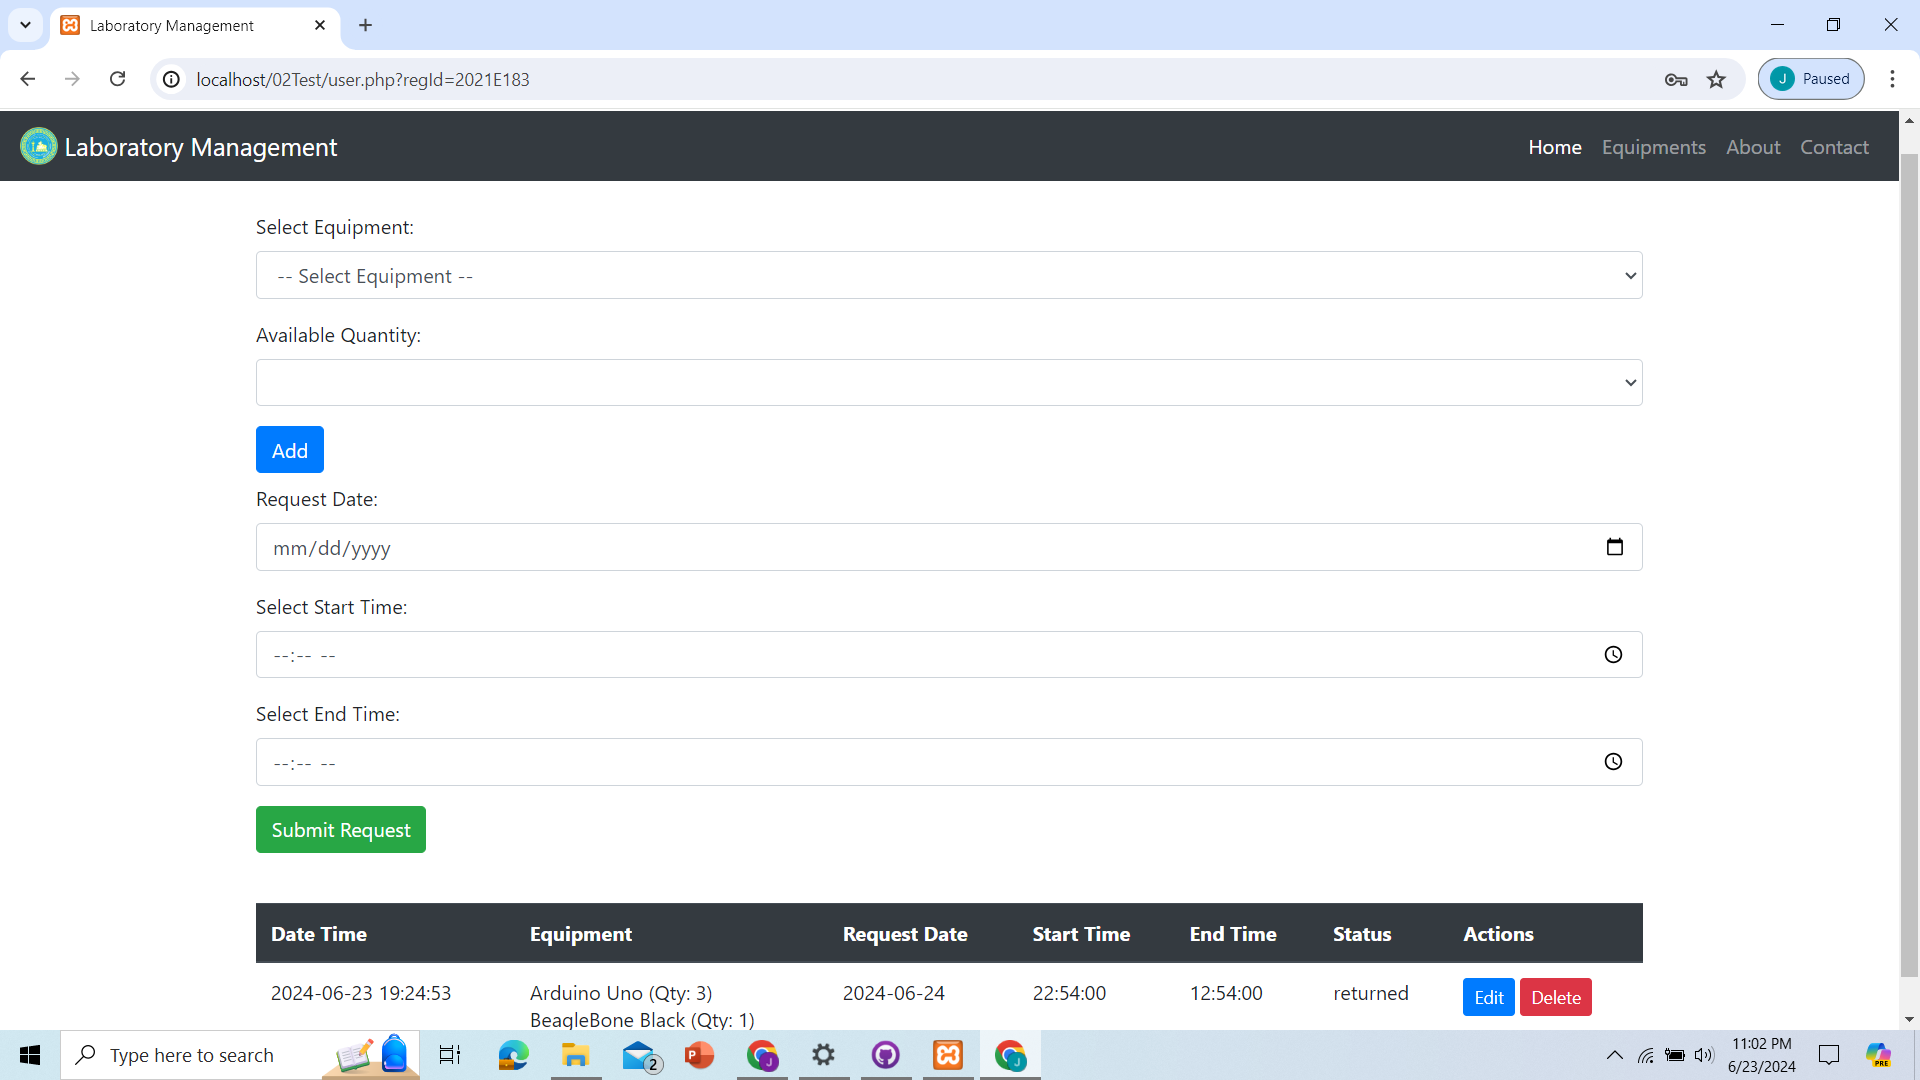 Laboratory Management
localhost/02Test/user.php?regId=2021E183
J Paused
Laboratory Management
Home Equipments About Contact
Select Equipment:
-- Select Equipment --
Available Quantity:
Add
Request Date:
mm/dd/yyyy
Select Start Time:
--:-- --
Select End Time:
--:-- --
Submit Request
Date Time Equipment Request Date Start Time End Time Status Actions
2024-06-23 19:24:53 Arduino Uno (Qty: 3) 2024-06-24 22:54:00 12:54:00 returned Edit Delete
BeagleBone Black (Qty: 1)
Type here to search
2
P
J
J
11:02 PM
6/23/2024
PRE